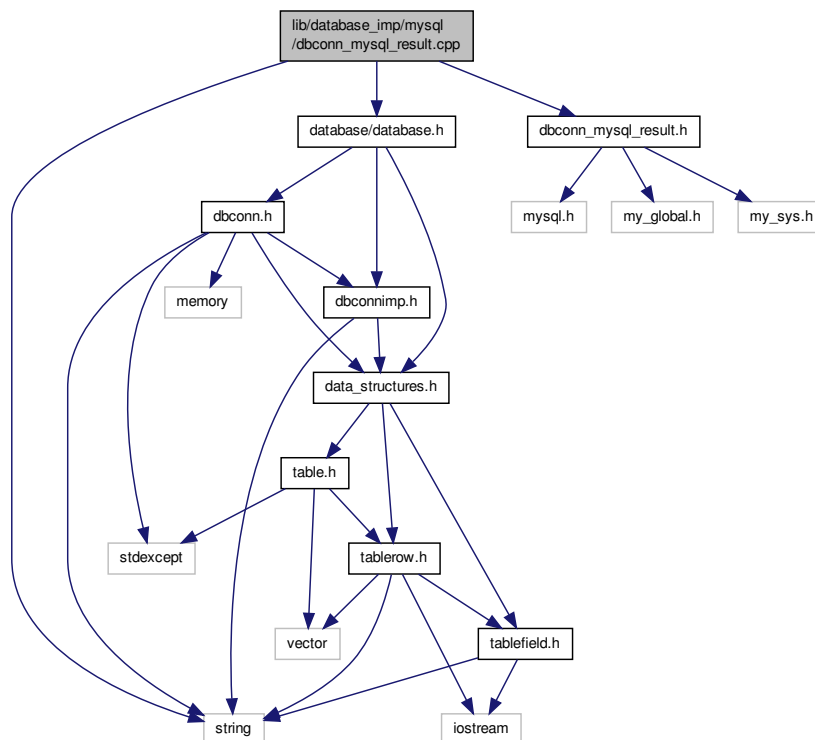 lib/database_imp/mysql
/dbconn_mysql_result.cpp
database/database.h
dbconn_mysql_result.h
dbconn.h
mysql.h
my_global.h
my_sys.h
memory
dbconnimp.h
data_structures.h
table.h
stdexcept
tablerow.h
vector
tablefield.h
string
iostream